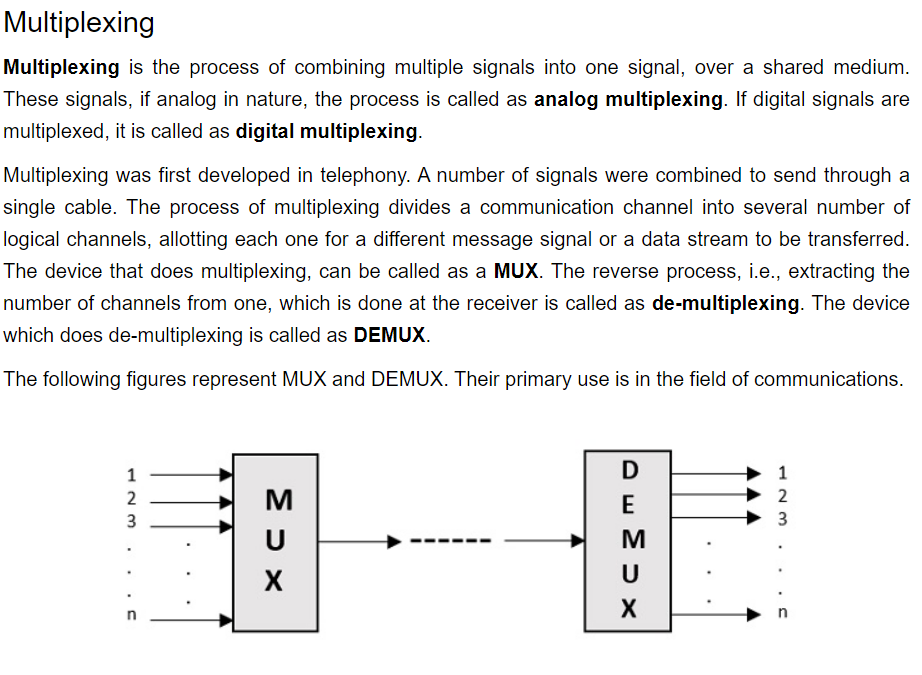 Multiplexing
Multiplexing is the process of combining multiple signals into one signal, over a shared medium.
These signals, if analog in nature, the process is called as analog multiplexing. If digital signals are
multiplexed, it is called as digital multiplexing.
Multiplexing was first developed in telephony. A number of signals were combined to send through a
single cable. The process of multiplexing divides a communication channel into several number of
logical channels, allotting each one for a different message signal or a data stream to be transferred.
The device that does multiplexing, can be called as a MUX. The reverse process, i.e., extracting the
number of channels from one, which is done at the receiver is called as de-multiplexing. The device
which does de-multiplexing is called as DEMUX.
The following figures represent MUX and DEMUX. Their primary use is in the field of communications.
1
2
3
.
.
.
n
M
U
X
D
E
M
U
X
1
2
3
.
.
.
n